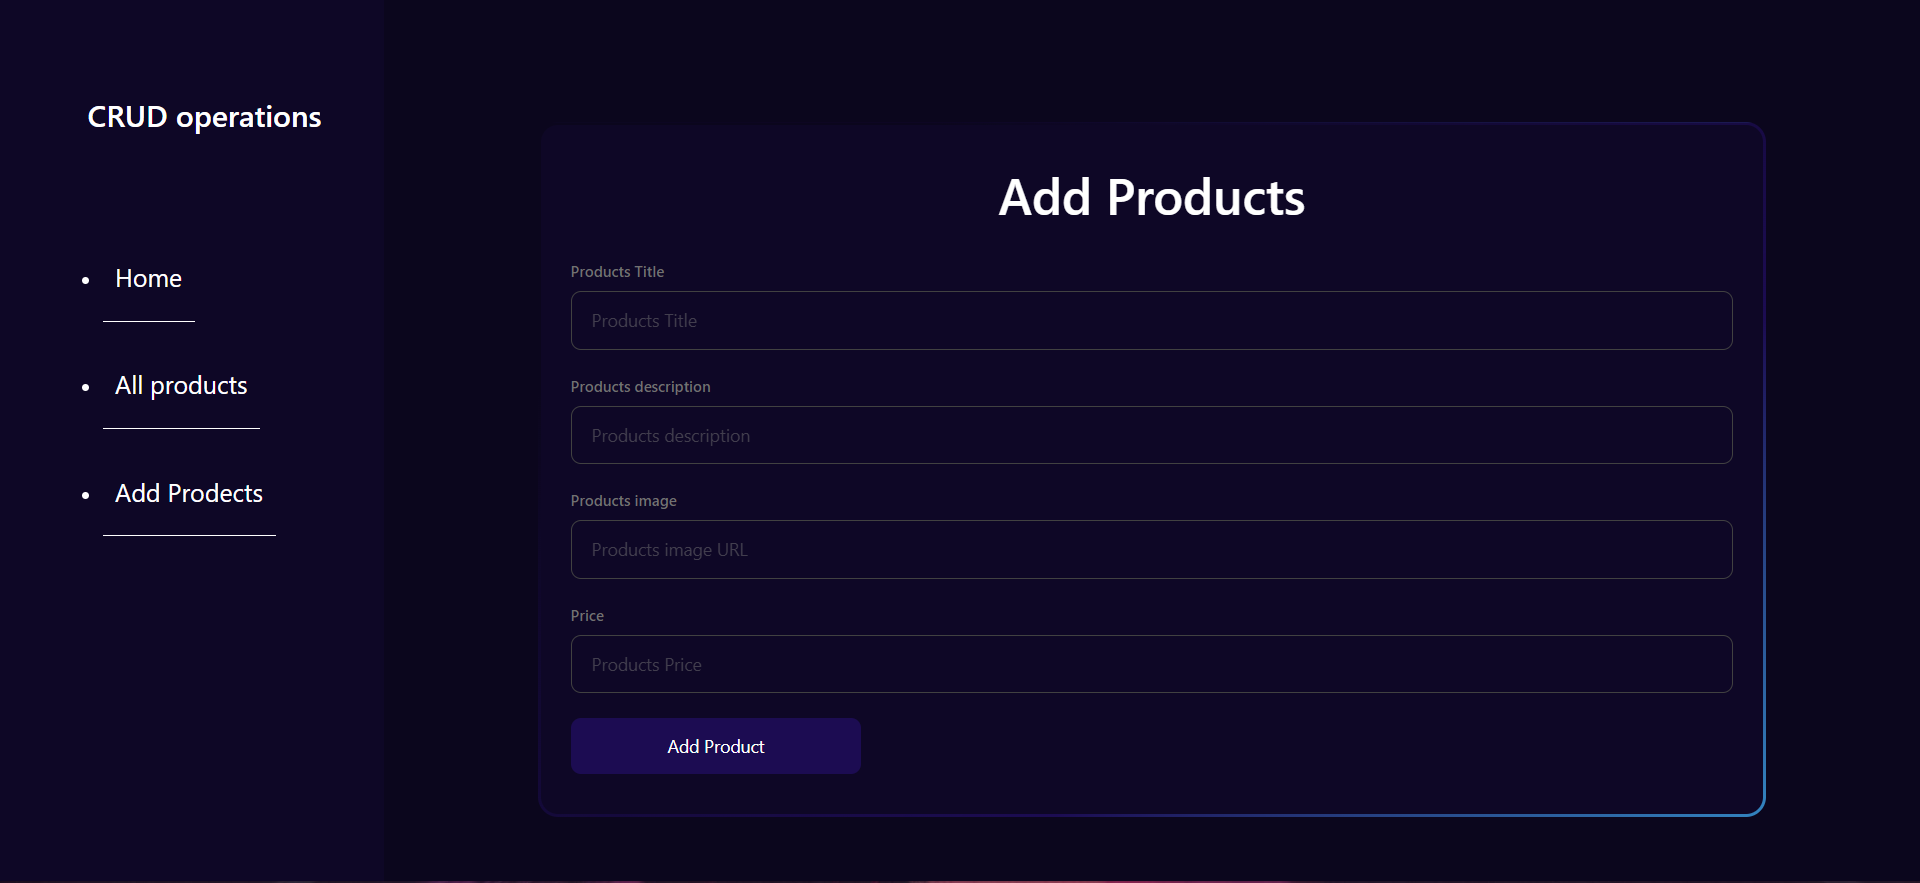 CRUD operations
Home
All products
Add Prodects
Add Products
Products Title
Products Title
Products description
Products description
Products image
Products image URL
Price
Products Price
Add Product